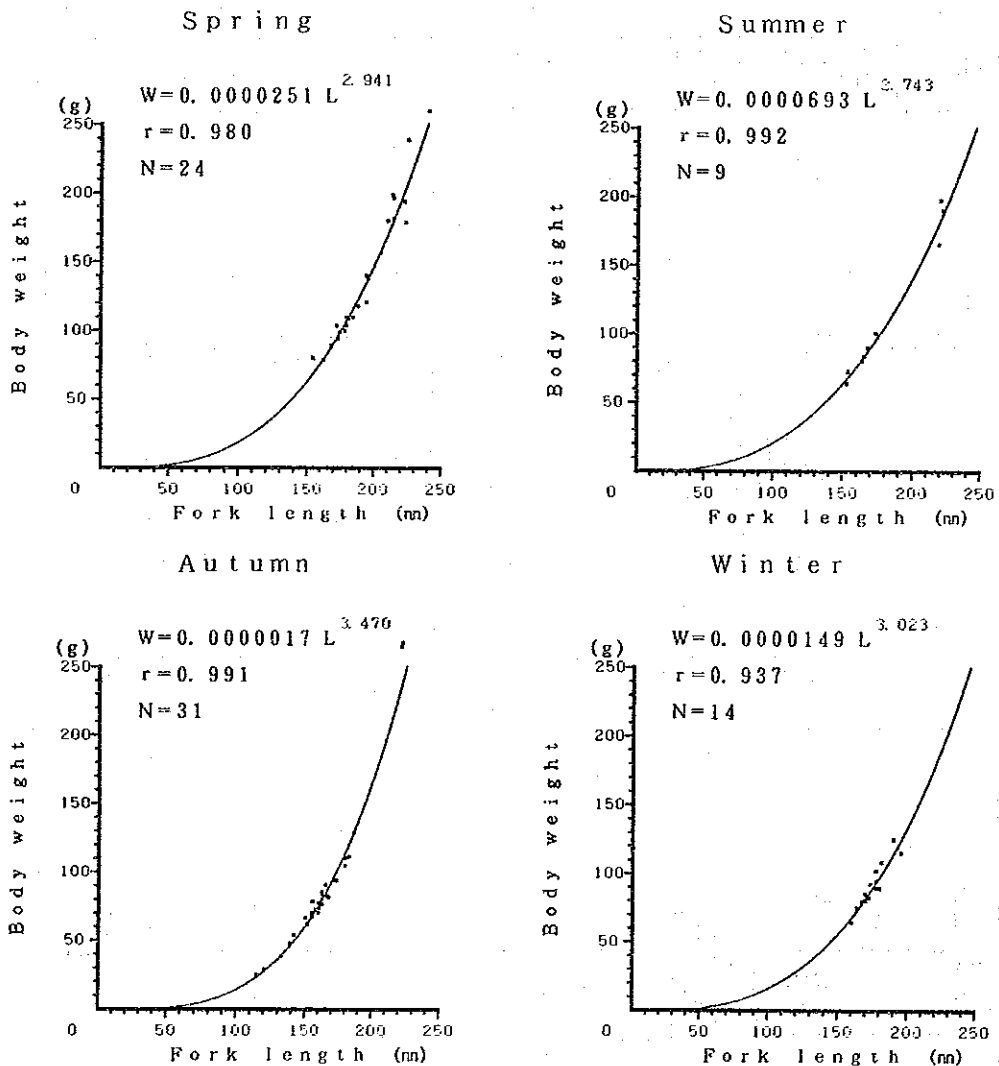 Spring
W=0.0000251 L^2.941
r=0.980
N=24
(g)
250
200
150
100
50
0
Body weight
50 100 150 200 250
Fork length (mm)
Summer
W=0.0000693 L^2.743
r=0.992
N=9
(g)
250
200
150
100
50
0
Body weight
50 100 150 200 250
Fork length (mm)
Autumn
W=0.0000017 L^3.470
r=0.991
N=31
(g)
250
200
150
100
50
0
Body weight
50 100 150 200 250
Fork length (mm)
Winter
W=0.0000149 L^3.023
r=0.937
N=14
(g)
250
200
150
100
50
0
Body weight
50 100 150 200 250
Fork length (mm)